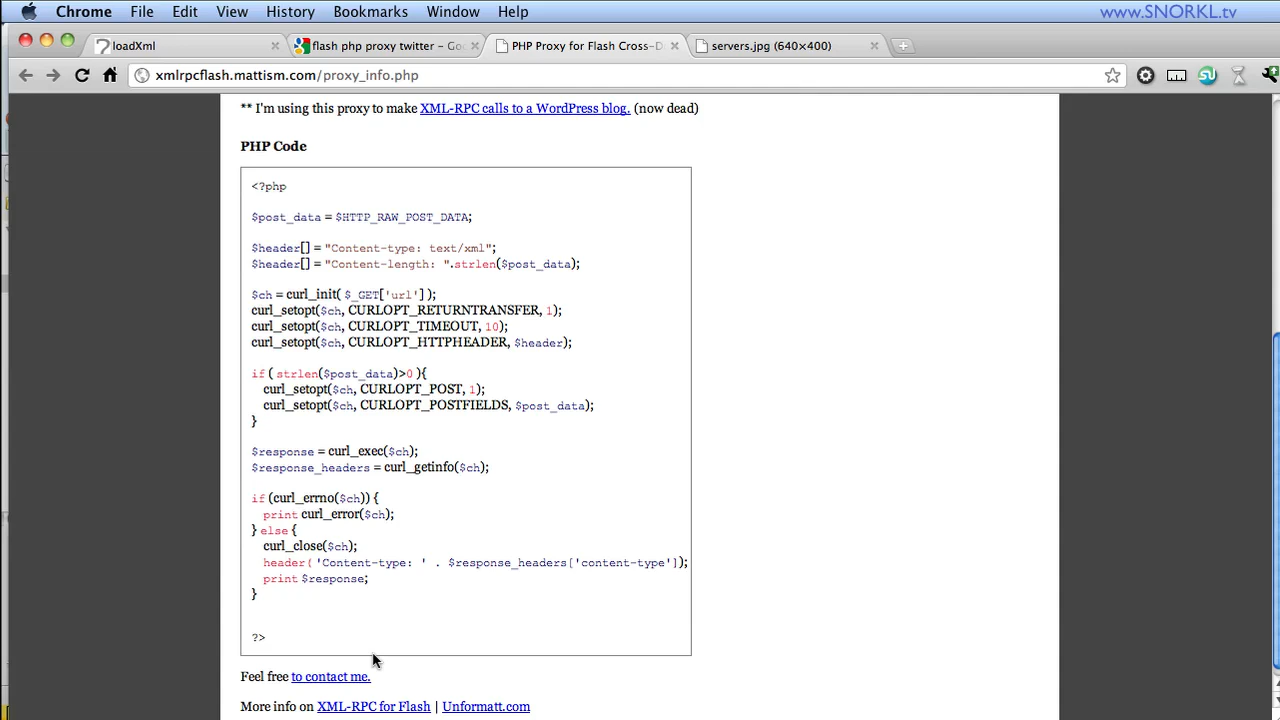 Chrome File Edit View History Bookmarks Window Help www.SNORKL.tv
loadXml flash php proxy twitter – Go PHP Proxy for Flash Cross-D servers.jpg (640×400)
xmlrpcflash.mattism.com/proxy_info.php
** I'm using this proxy to make XML-RPC calls to a WordPress blog. (now dead)
PHP Code
<?php
$post_data = $HTTP_RAW_POST_DATA;
$header[] = "Content-type: text/xml";
$header[] = "Content-length: ".strlen($post_data);
$ch = curl_init( $_GET['url'] );
curl_setopt($ch, CURLOPT_RETURNTRANSFER, 1);
curl_setopt($ch, CURLOPT_TIMEOUT, 10);
curl_setopt($ch, CURLOPT_HTTPHEADER, $header);
if ( strlen($post_data)>0 ){
curl_setopt($ch, CURLOPT_POST, 1);
curl_setopt($ch, CURLOPT_POSTFIELDS, $post_data);
}
$response = curl_exec($ch);
$response_headers = curl_getinfo($ch);
if (curl_errno($ch)) {
print curl_error($ch);
} else {
curl_close($ch);
header( 'Content-type: ' . $response_headers['content-type']);
print $response;
}
?>
Feel free to contact me.
More info on XML-RPC for Flash | Unformatt.com